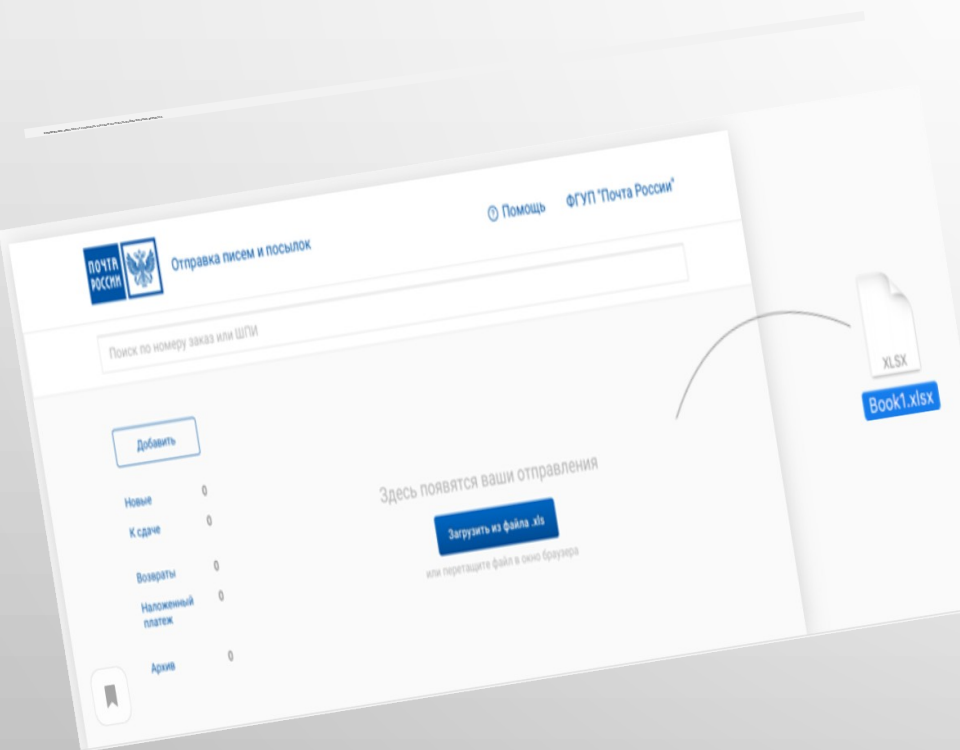 ПОЧТА
РОССИИ
Отправка писем и посылок
Помощь
ФГУП "Почта России"
Поиск по номеру заказ или ШПИ
Добавить
Новые 0
К сдаче 0
Возвраты 0
Наложенный
платеж 0
Архив 0
Здесь появятся ваши отправления
Загрузить из файла .xls
или перетащите файл в окно браузера
XLSX
Book1.xlsx